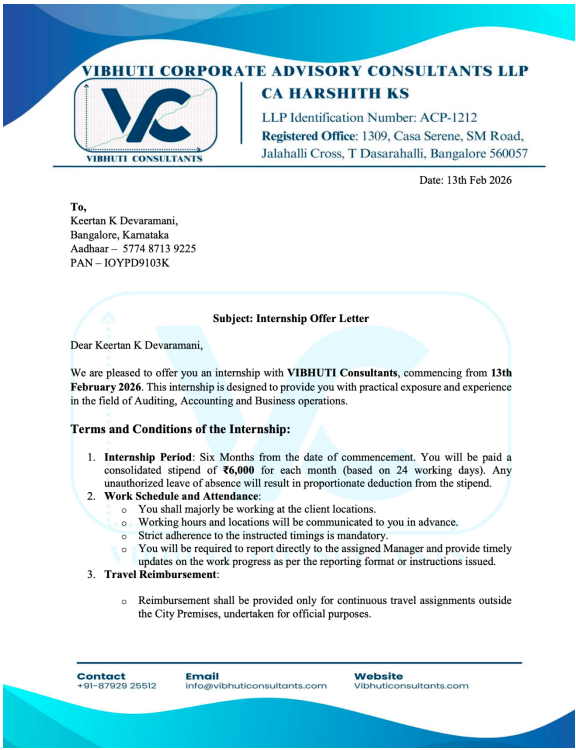 VIBHUTI CORPORATE ADVISORY CONSULTANTS LLP
VC
VIBHUTI CONSULTANTS
CA HARSHITH KS
LLP Identification Number: ACP-1212
Registered Office: 1309, Casa Serene, SM Road,
Jalahalli Cross, T Dasarahalli, Bangalore 560057
Date: 13th Feb 2026
To,
Keertan K Devaramani,
Bangalore, Karnataka
Aadhaar – 5774 8713 9225
PAN – IOYPD9103K
Subject: Internship Offer Letter
Dear Keertan K Devaramani,
We are pleased to offer you an internship with VIBHUTI Consultants, commencing from 13th
February 2026. This internship is designed to provide you with practical exposure and experience
in the field of Auditing, Accounting and Business operations.
Terms and Conditions of the Internship:
1. Internship Period: Six Months from the date of commencement. You will be paid a
consolidated stipend of ₹6,000 for each month (based on 24 working days). Any
unauthorized leave of absence will result in proportionate deduction from the stipend.
2. Work Schedule and Attendance:
o You shall majorly be working at the client locations.
o Working hours and locations will be communicated to you in advance.
o Strict adherence to the instructed timings is mandatory.
o You will be required to report directly to the assigned Manager and provide timely
updates on the work progress as per the reporting format or instructions issued.
3. Travel Reimbursement:
o Reimbursement shall be provided only for continuous travel assignments outside
the City Premises, undertaken for official purposes.
Contact
+91-87929 25512
Email
info@vibhuticonsultants.com
Website
Vibhuticonsultants.com